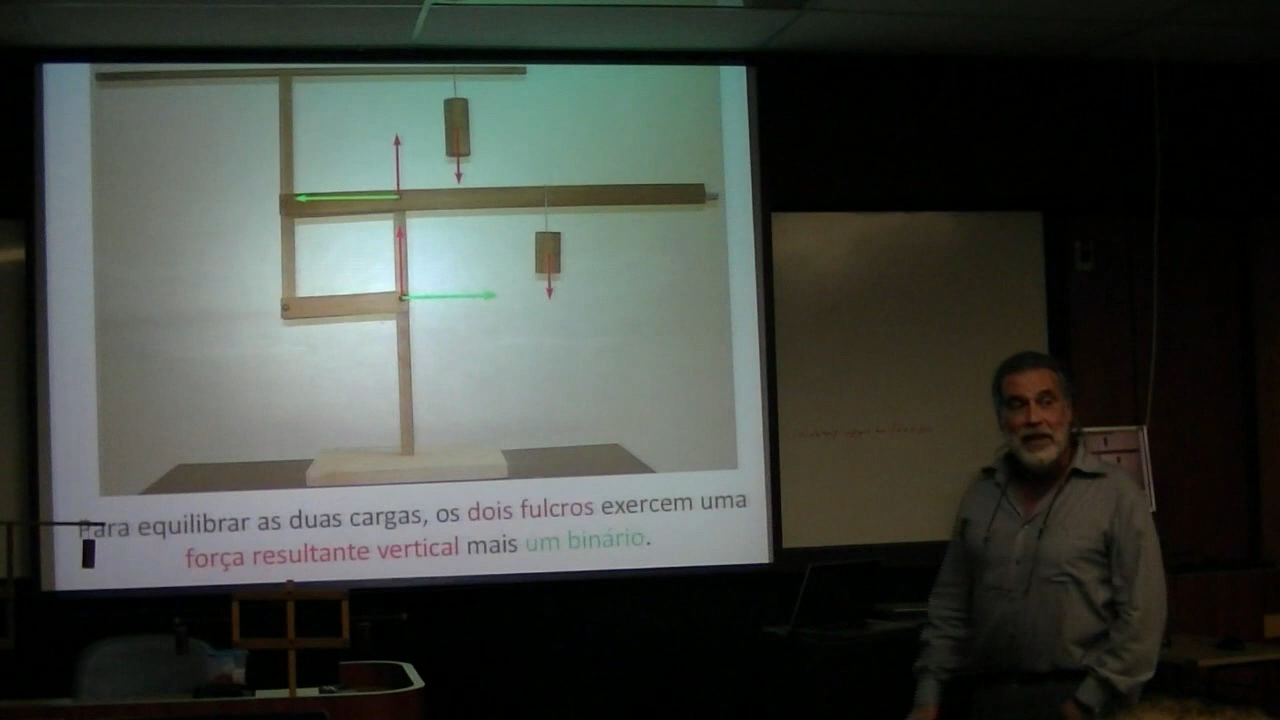 Para equilibrar as duas cargas, os dois fulcros exercem uma
força resultante vertical mais um binário.